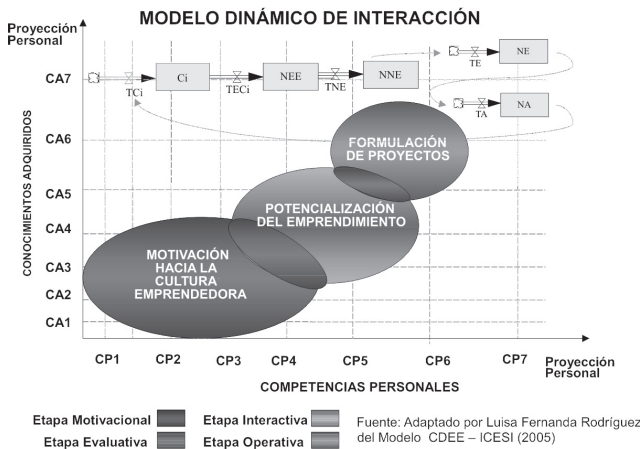 MODELO DINÁMICO DE INTERACCIÓN
Proyección
Personal
CONOCIMIENTOS ADQUIRIDOS
CA7
CA6
CA5
CA4
CA3
CA2
CA1
TCi
Ci
TECi
NEE
TNE
NNE
TE
NE
TA
NA
FORMULACIÓN
DE PROYECTOS
POTENCIALIZACIÓN
DEL EMPRENDIMIENTO
MOTIVACIÓN
HACIA LA
CULTURA
EMPRENDEDORA
CP1 CP2 CP3 CP4 CP5 CP6 CP7
Proyección
Personal
COMPETENCIAS PERSONALES
Etapa Motivacional
Etapa Interactiva
Etapa Evaluativa
Etapa Operativa
Fuente: Adaptado por Luisa Fernanda Rodríguez
del Modelo CDEE – ICESI (2005)